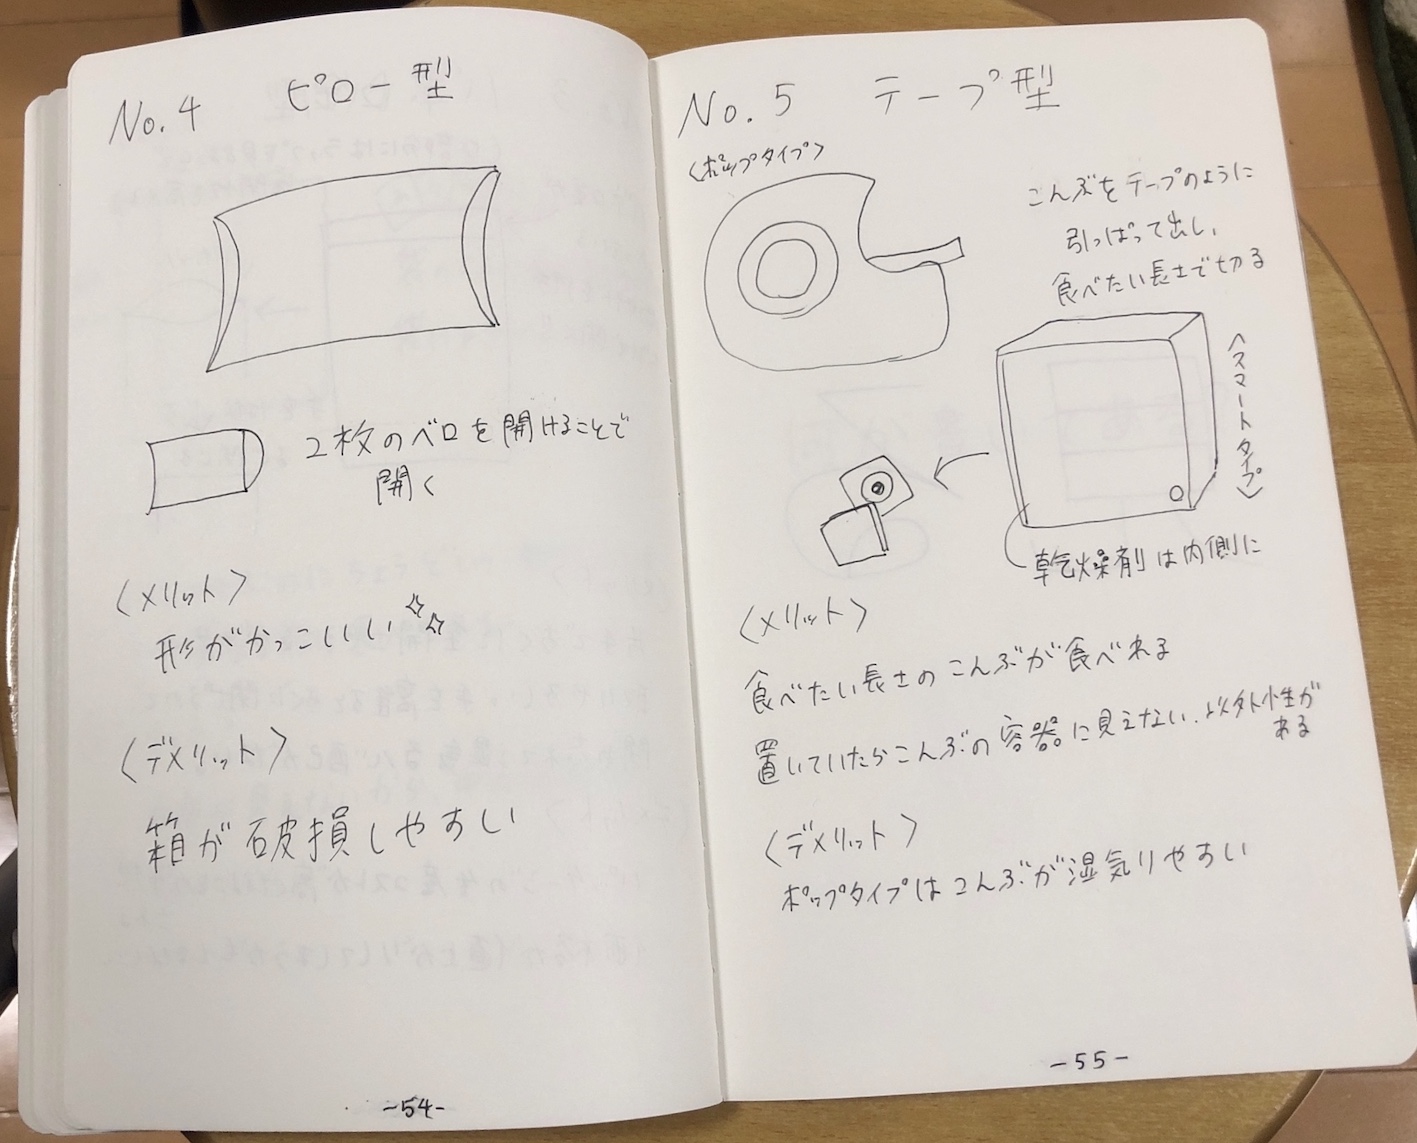 No.4 ピロー型
2枚のベロを開けることで
開く
〈メリット〉
形がかっこいい
〈デメリット〉
箱が破損しやすい
-54-
No.5 テープ型
〈ポップタイプ〉
こんぶをテープのように
引っぱって出し、
食べたい長さで切る
〈スマートタイプ〉
乾燥剤は内側に
〈メリット〉
食べたい長さのこんぶが食べれる
置いていたらこんぶの容器に見えない、以外性が
ある
〈デメリット〉
ポップタイプはこんぶが湿気りやすい
-55-